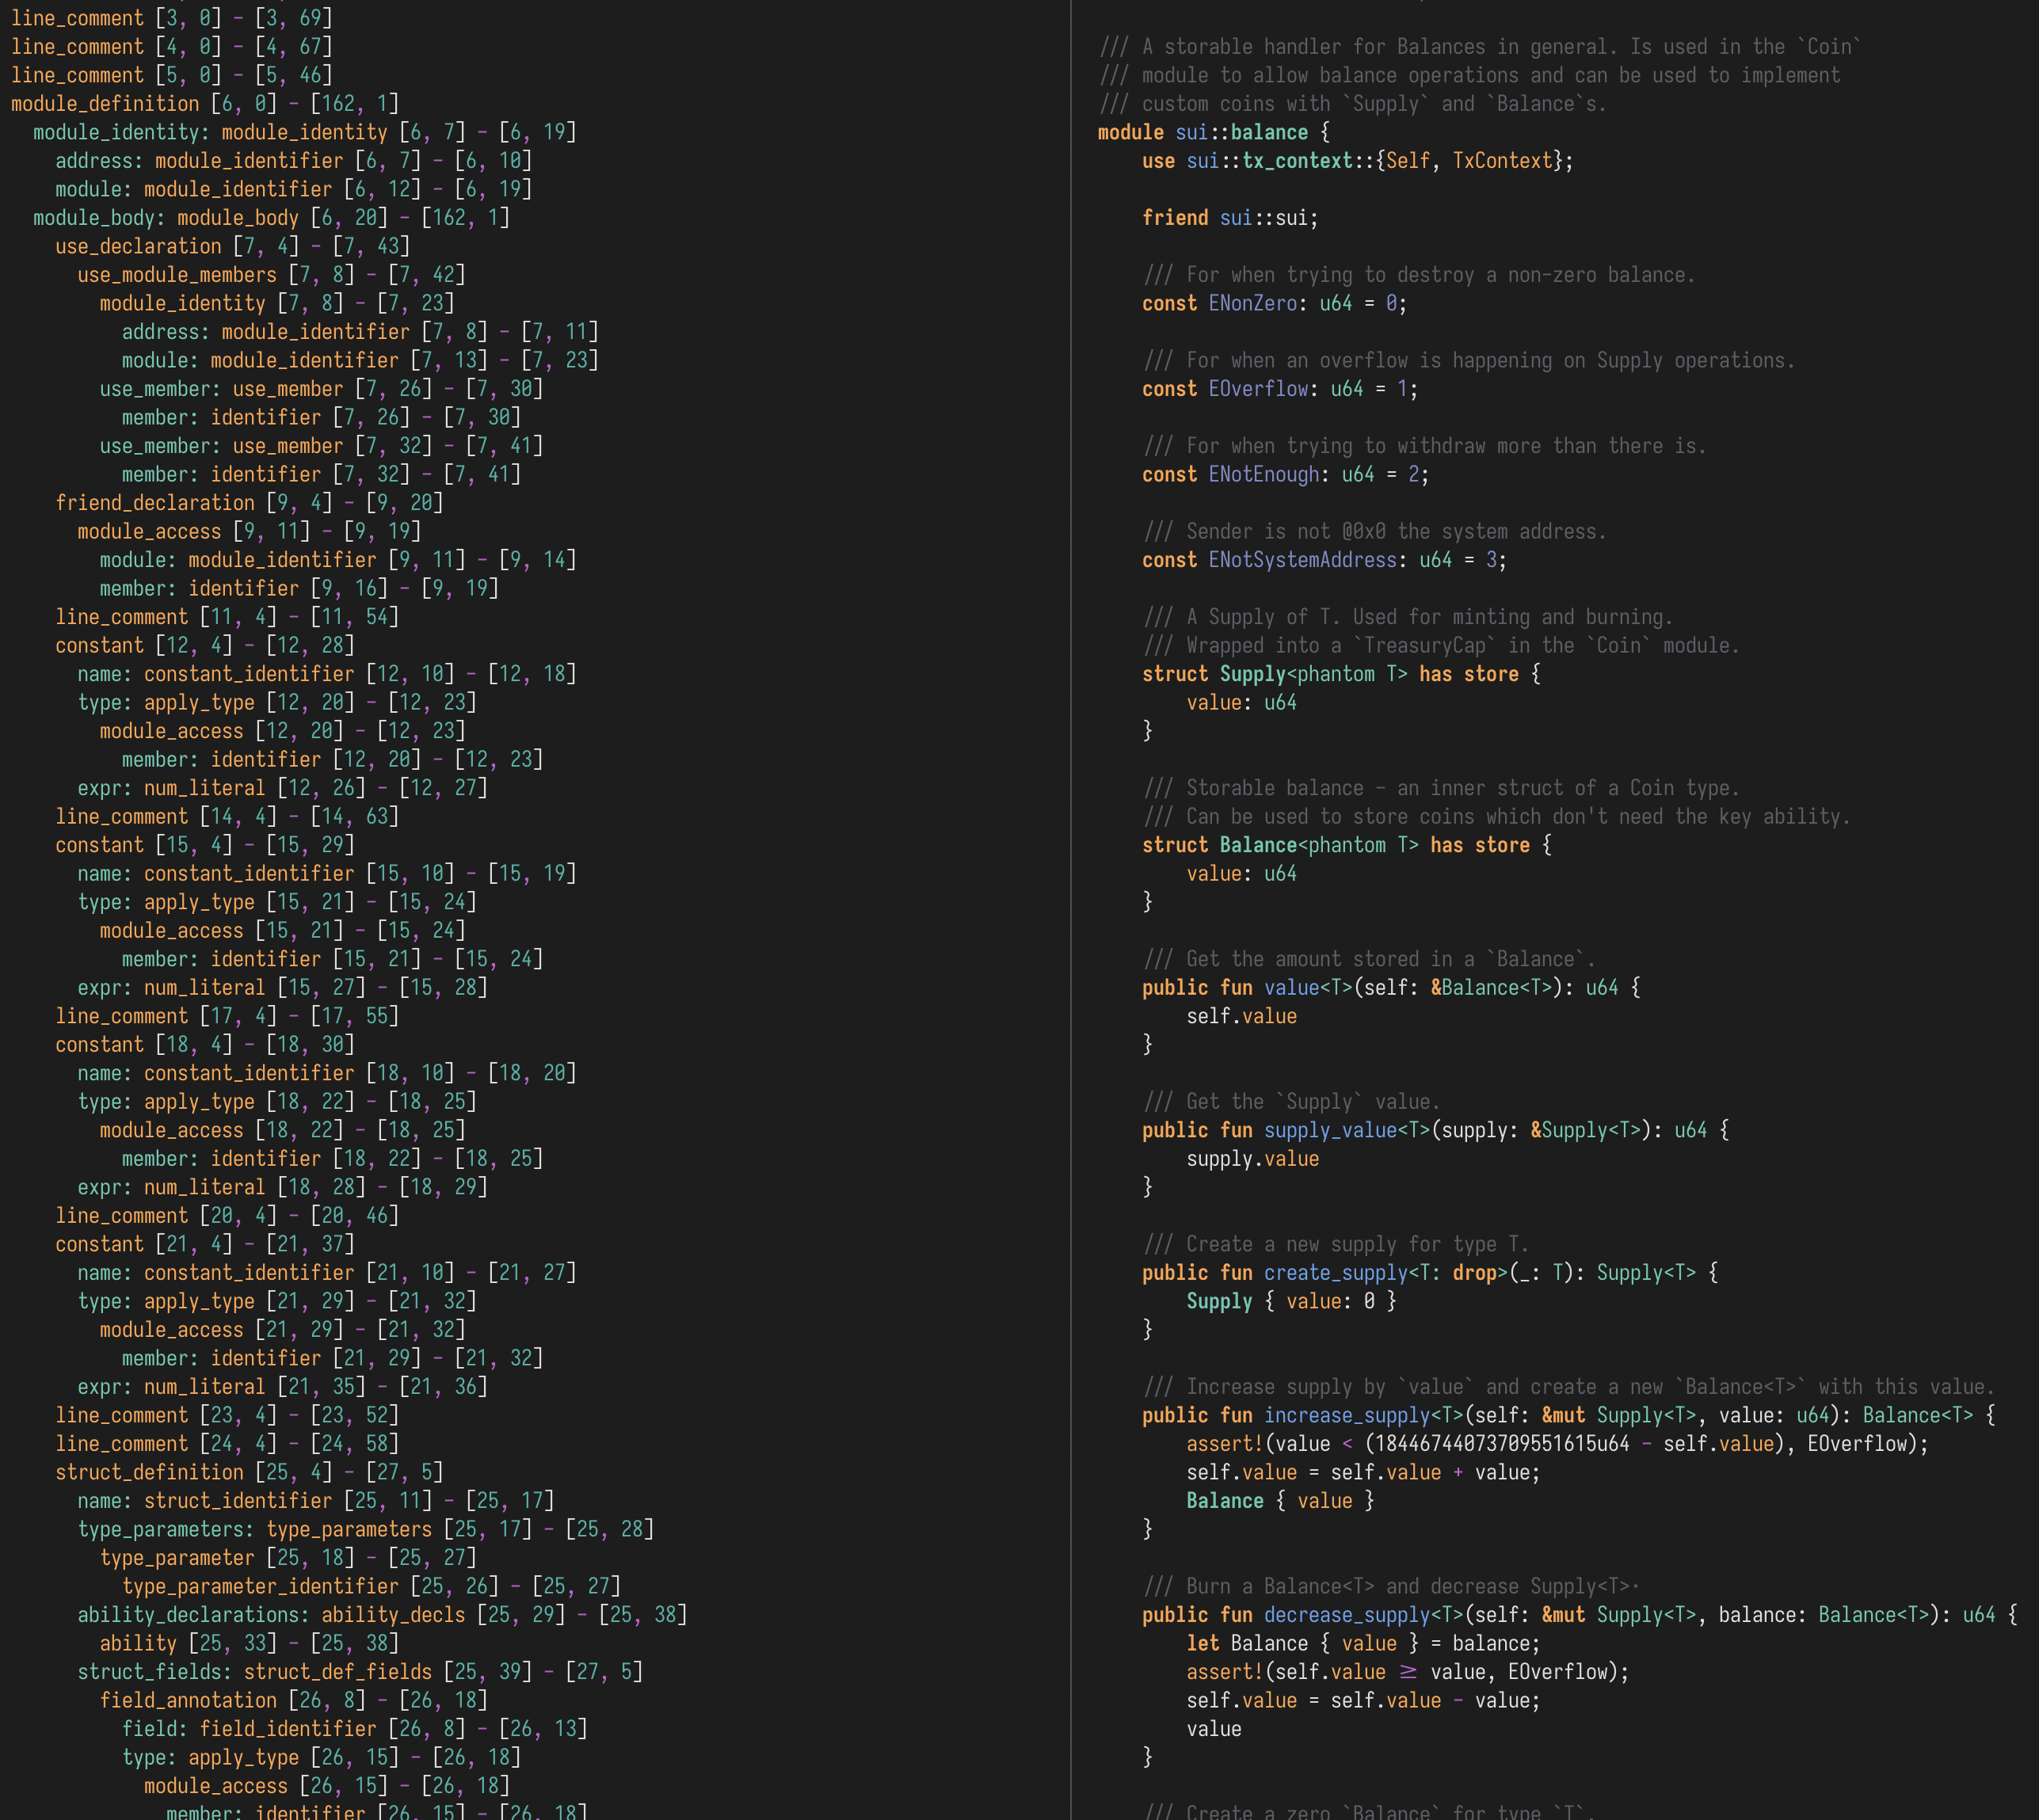 line_comment [3, 0] - [3, 69]
line_comment [4, 0] - [4, 67]
line_comment [5, 0] - [5, 46]
module_definition [6, 0] - [162, 1]
  module_identity: module_identity [6, 7] - [6, 19]
    address: module_identifier [6, 7] - [6, 10]
    module: module_identifier [6, 12] - [6, 19]
  module_body: module_body [6, 20] - [162, 1]
    use_declaration [7, 4] - [7, 43]
      use_module_members [7, 8] - [7, 42]
        module_identity [7, 8] - [7, 23]
          address: module_identifier [7, 8] - [7, 11]
          module: module_identifier [7, 13] - [7, 23]
        use_member: use_member [7, 26] - [7, 30]
          member: identifier [7, 26] - [7, 30]
        use_member: use_member [7, 32] - [7, 41]
          member: identifier [7, 32] - [7, 41]
    friend_declaration [9, 4] - [9, 20]
      module_access [9, 11] - [9, 19]
        module: module_identifier [9, 11] - [9, 14]
        member: identifier [9, 16] - [9, 19]
    line_comment [11, 4] - [11, 54]
    constant [12, 4] - [12, 28]
      name: constant_identifier [12, 10] - [12, 18]
      type: apply_type [12, 20] - [12, 23]
        module_access [12, 20] - [12, 23]
          member: identifier [12, 20] - [12, 23]
      expr: num_literal [12, 26] - [12, 27]
    line_comment [14, 4] - [14, 63]
    constant [15, 4] - [15, 29]
      name: constant_identifier [15, 10] - [15, 19]
      type: apply_type [15, 21] - [15, 24]
        module_access [15, 21] - [15, 24]
          member: identifier [15, 21] - [15, 24]
      expr: num_literal [15, 27] - [15, 28]
    line_comment [17, 4] - [17, 55]
    constant [18, 4] - [18, 30]
      name: constant_identifier [18, 10] - [18, 20]
      type: apply_type [18, 22] - [18, 25]
        module_access [18, 22] - [18, 25]
          member: identifier [18, 22] - [18, 25]
      expr: num_literal [18, 28] - [18, 29]
    line_comment [20, 4] - [20, 46]
    constant [21, 4] - [21, 37]
      name: constant_identifier [21, 10] - [21, 27]
      type: apply_type [21, 29] - [21, 32]
        module_access [21, 29] - [21, 32]
          member: identifier [21, 29] - [21, 32]
      expr: num_literal [21, 35] - [21, 36]
    line_comment [23, 4] - [23, 52]
    line_comment [24, 4] - [24, 58]
    struct_definition [25, 4] - [27, 5]
      name: struct_identifier [25, 11] - [25, 17]
      type_parameters: type_parameters [25, 17] - [25, 28]
        type_parameter [25, 18] - [25, 27]
          type_parameter_identifier [25, 26] - [25, 27]
      ability_declarations: ability_decls [25, 29] - [25, 38]
        ability [25, 33] - [25, 38]
      struct_fields: struct_def_fields [25, 39] - [27, 5]
        field_annotation [26, 8] - [26, 18]
          field: field_identifier [26, 8] - [26, 13]
          type: apply_type [26, 15] - [26, 18]
            module_access [26, 15] - [26, 18]
              member: identifier [26, 15] - [26, 18]
/// A storable handler for Balances in general. Is used in the `Coin`
/// module to allow balance operations and can be used to implement
/// custom coins with `Supply` and `Balance`s.
module sui::balance {
    use sui::tx_context::{Self, TxContext};
    friend sui::sui;
    /// For when trying to destroy a non-zero balance.
    const ENonZero: u64 = 0;
    /// For when an overflow is happening on Supply operations.
    const EOverflow: u64 = 1;
    /// For when trying to withdraw more than there is.
    const ENotEnough: u64 = 2;
    /// Sender is not @0x0 the system address.
    const ENotSystemAddress: u64 = 3;
    /// A Supply of T. Used for minting and burning.
    /// Wrapped into a `TreasuryCap` in the `Coin` module.
    struct Supply<phantom T> has store {
        value: u64
    }
    /// Storable balance - an inner struct of a Coin type.
    /// Can be used to store coins which don't need the key ability.
    struct Balance<phantom T> has store {
        value: u64
    }
    /// Get the amount stored in a `Balance`.
    public fun value<T>(self: &Balance<T>): u64 {
        self.value
    }
    /// Get the `Supply` value.
    public fun supply_value<T>(supply: &Supply<T>): u64 {
        supply.value
    }
    /// Create a new supply for type T.
    public fun create_supply<T: drop>(_: T): Supply<T> {
        Supply { value: 0 }
    }
    /// Increase supply by `value` and create a new `Balance<T>` with this value.
    public fun increase_supply<T>(self: &mut Supply<T>, value: u64): Balance<T> {
        assert!(value < (18446744073709551615u64 - self.value), EOverflow);
        self.value = self.value + value;
        Balance { value }
    }
    /// Burn a Balance<T> and decrease Supply<T>·
    public fun decrease_supply<T>(self: &mut Supply<T>, balance: Balance<T>): u64 {
        let Balance { value } = balance;
        assert!(self.value ≥ value, EOverflow);
        self.value = self.value - value;
        value
    }
    /// Create a zero `Balance` for type `T`.